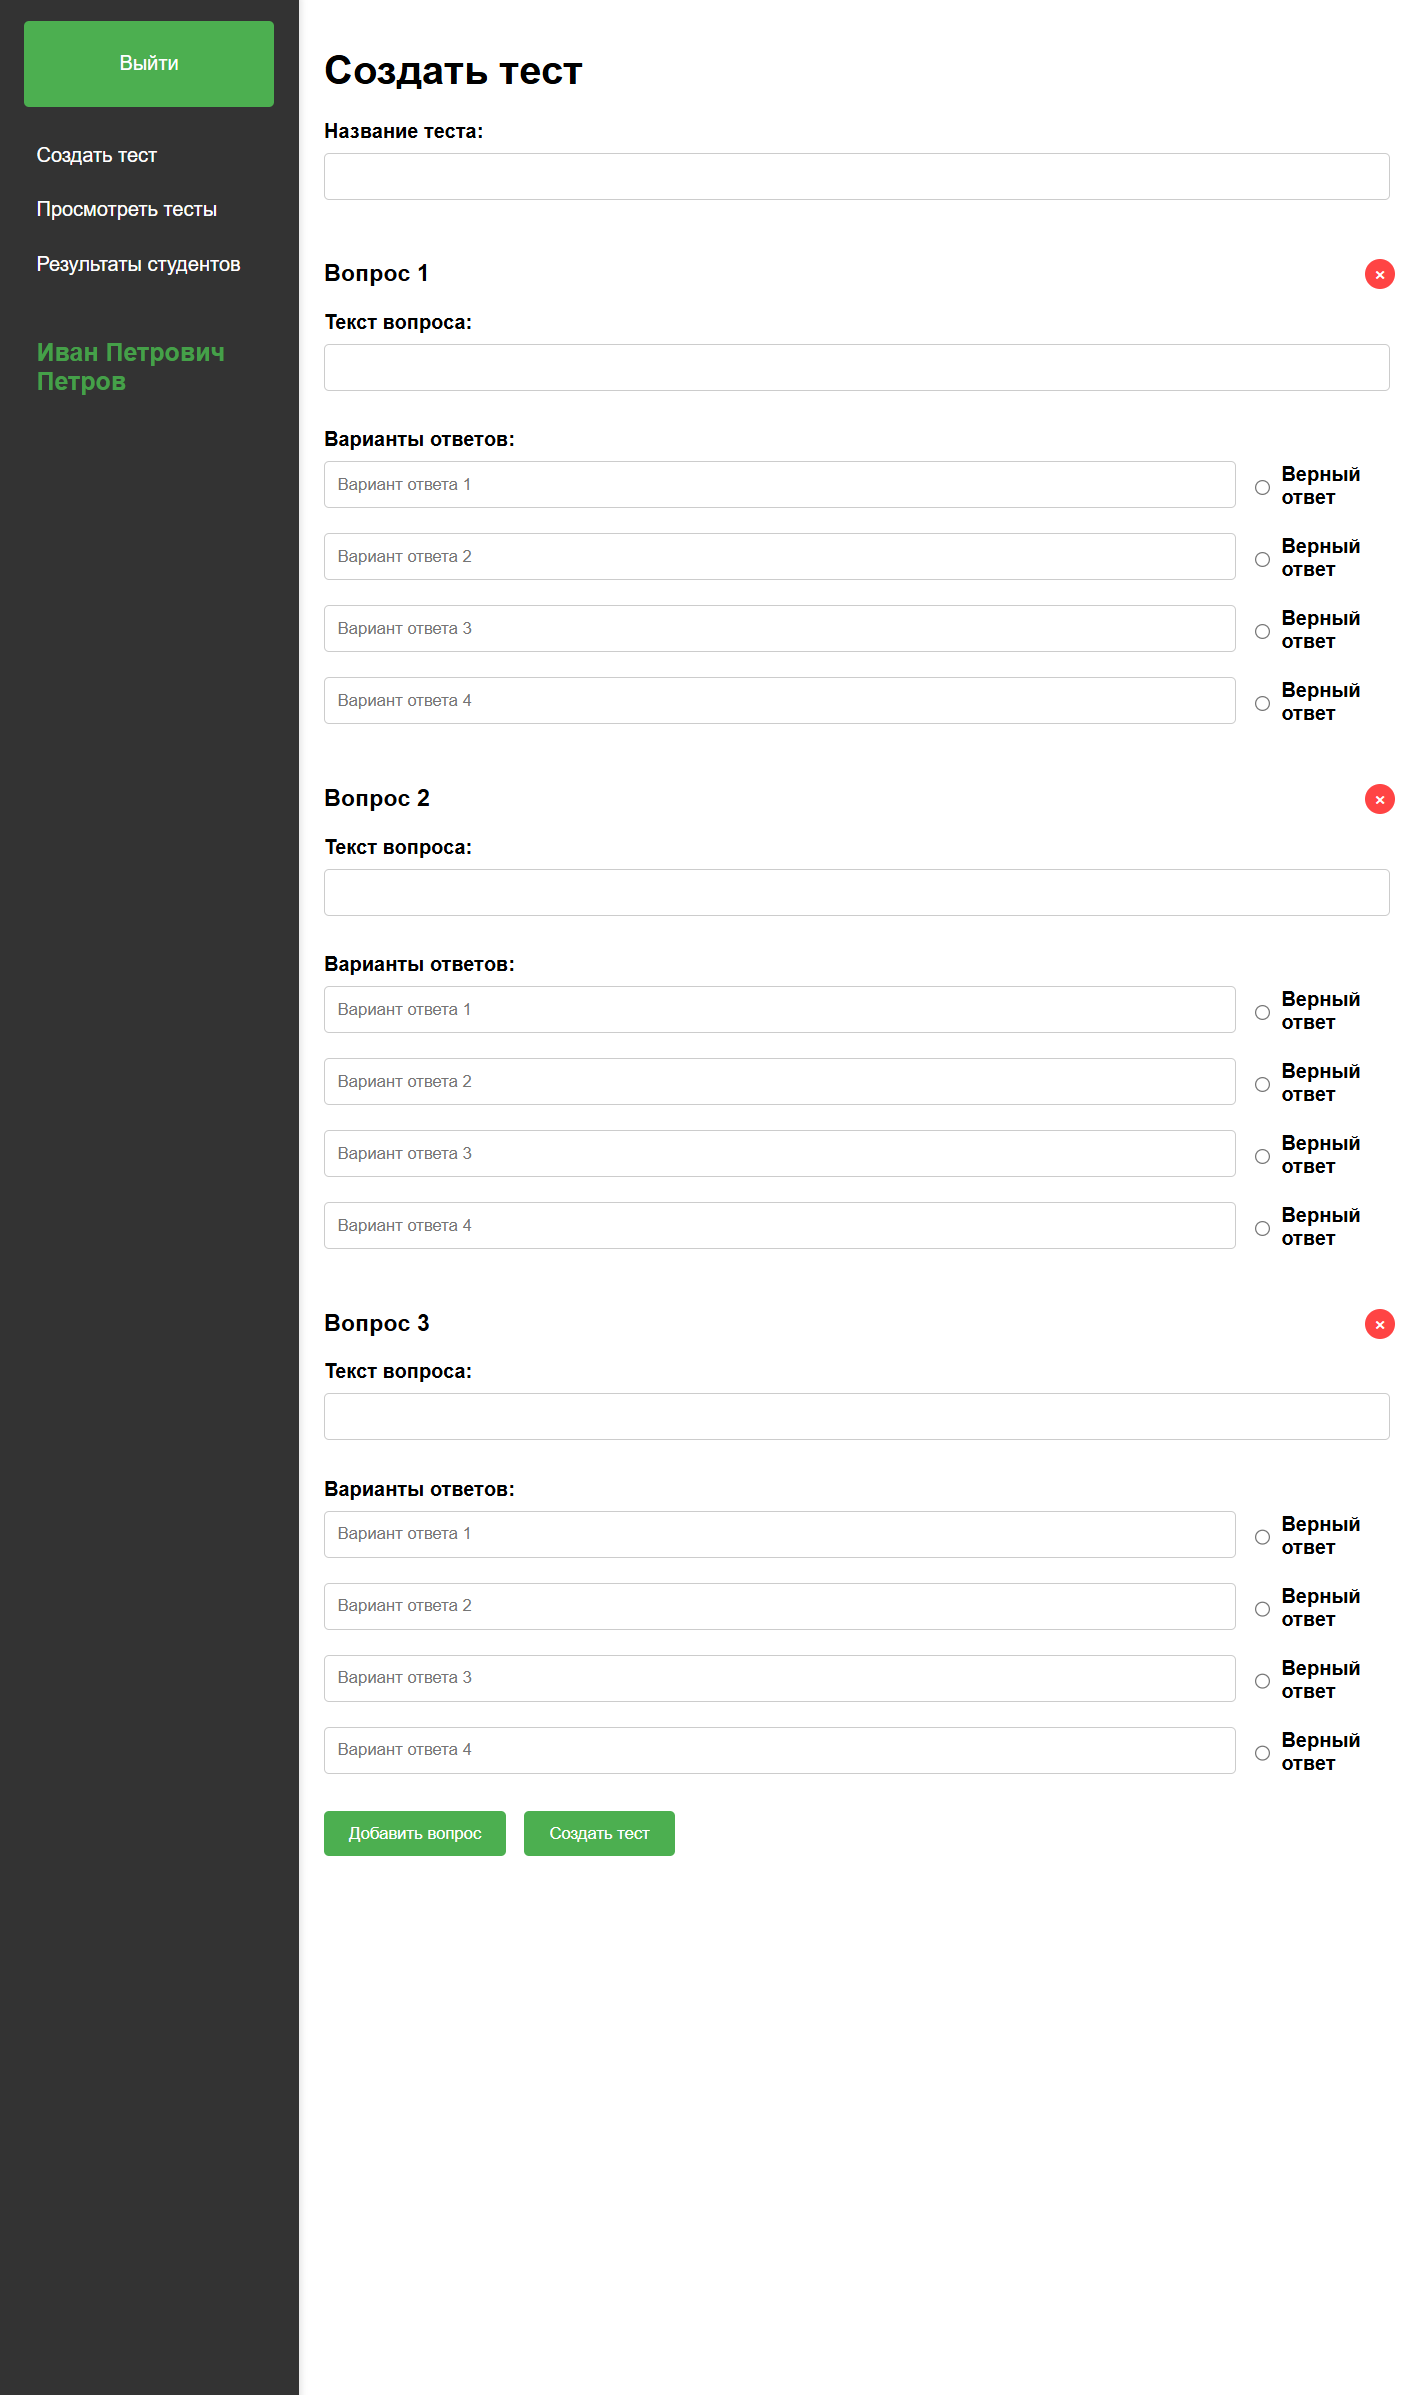 Выйти
Создать тест
Просмотреть тесты
Результаты студентов
Иван Петрович
Петров
Создать тест
Название теста:
Вопрос 1
×
Текст вопроса:
Варианты ответов:
Вариант ответа 1
Верный
ответ
Вариант ответа 2
Верный
ответ
Вариант ответа 3
Верный
ответ
Вариант ответа 4
Верный
ответ
Вопрос 2
×
Текст вопроса:
Варианты ответов:
Вариант ответа 1
Верный
ответ
Вариант ответа 2
Верный
ответ
Вариант ответа 3
Верный
ответ
Вариант ответа 4
Верный
ответ
Вопрос 3
×
Текст вопроса:
Варианты ответов:
Вариант ответа 1
Верный
ответ
Вариант ответа 2
Верный
ответ
Вариант ответа 3
Верный
ответ
Вариант ответа 4
Верный
ответ
Добавить вопрос
Создать тест